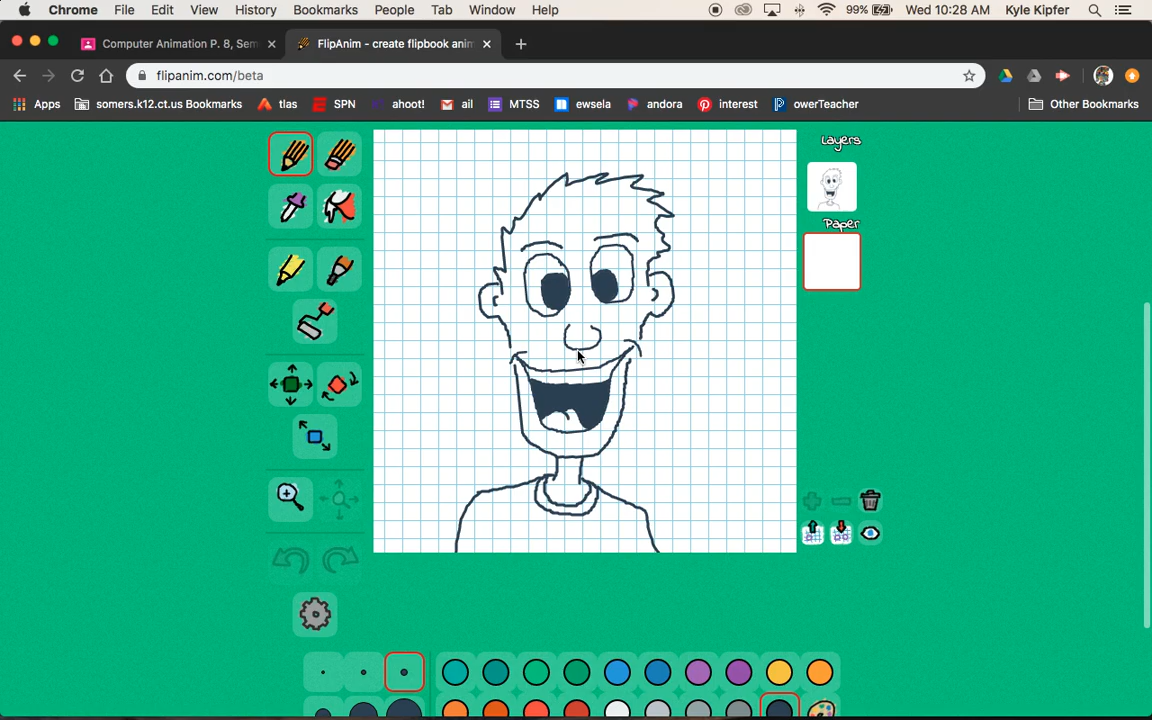 Chrome File Edit View History Bookmarks People Tab Window Help 99% Wed 10:28 AM Kyle Kipfer
Computer Animation P. 8, Sem FlipAnim - create flipbook anim
flipanim.com/beta
Apps somers.k12.ct.us Bookmarks tlas SPN ahoot! ail MTSS ewsela andora interest owerTeacher Other Bookmarks
Layers
Paper